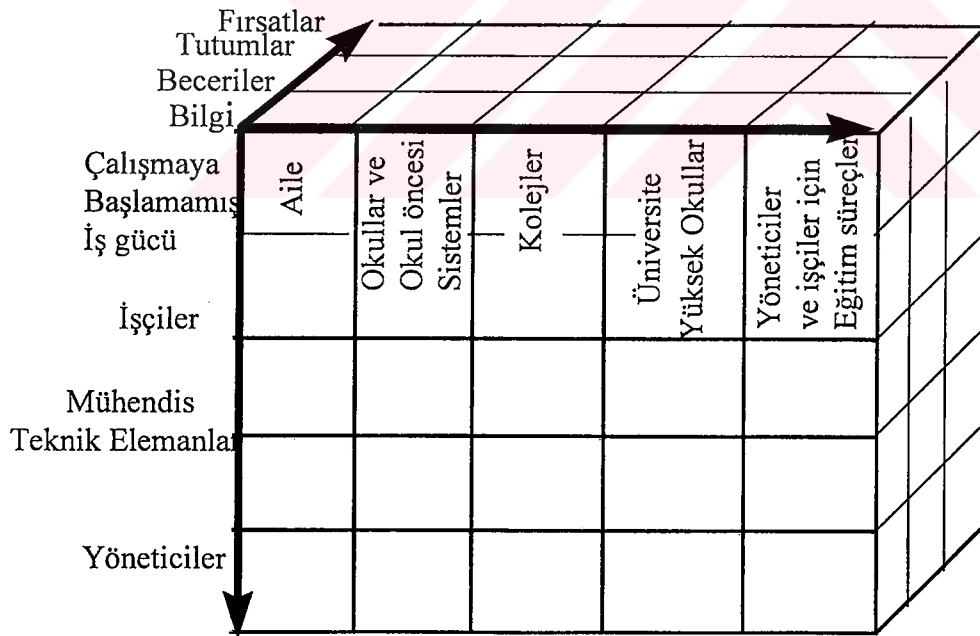 Fırsatlar
Tutumlar
Beceriler
Bilgi
Çalışmaya
Başlamamış
İş gücü
İşçiler
Mühendis
Teknik Elemanlar
Yöneticiler
Aile
Okullar ve
Okul öncesi
Sistemler
Kolejler
Üniversite
Yüksek Okullar
Yöneticiler
ve işçiler için
Eğitim süreçler